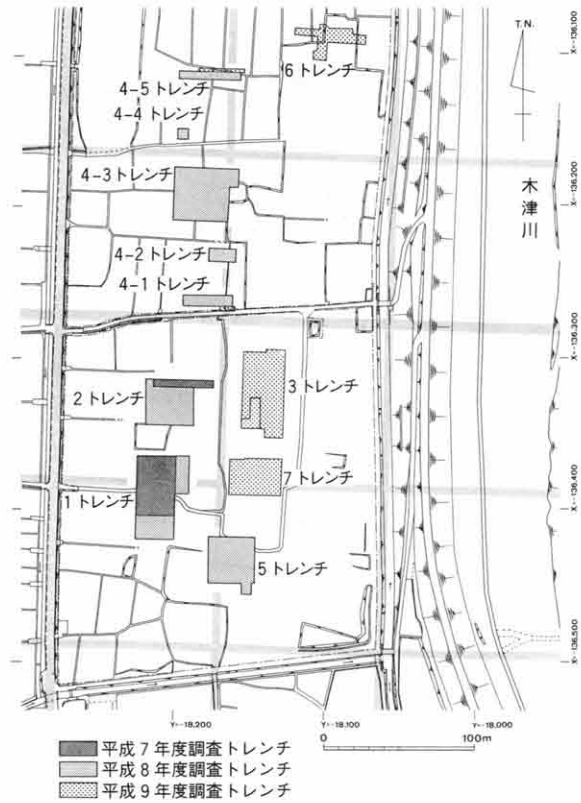 T.N.
X=-136,100
6トレンチ
4-5トレンチ
4-4トレンチ
4-3トレンチ
X=-136,200
木津川
4-2トレンチ
4-1トレンチ
X=-136,300
2トレンチ
3トレンチ
7トレンチ
X=-136,400
1トレンチ
5トレンチ
X=-136,500
Y=-18,200
Y=-18,100
Y=-18,000
0
100m
平成7年度調査トレンチ
平成8年度調査トレンチ
平成9年度調査トレンチ